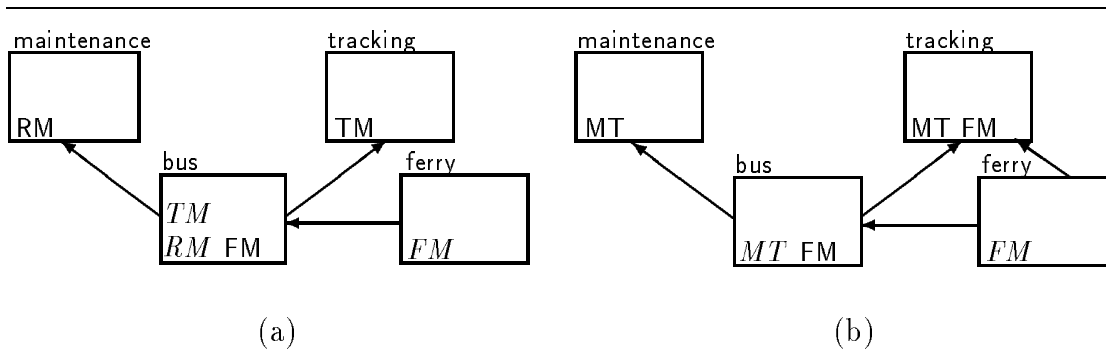 maintenance tracking maintenance tracking
RM TM MT MT FM
bus ferry bus ferry
TM
RM FM FM MT FM FM
(a) (b)